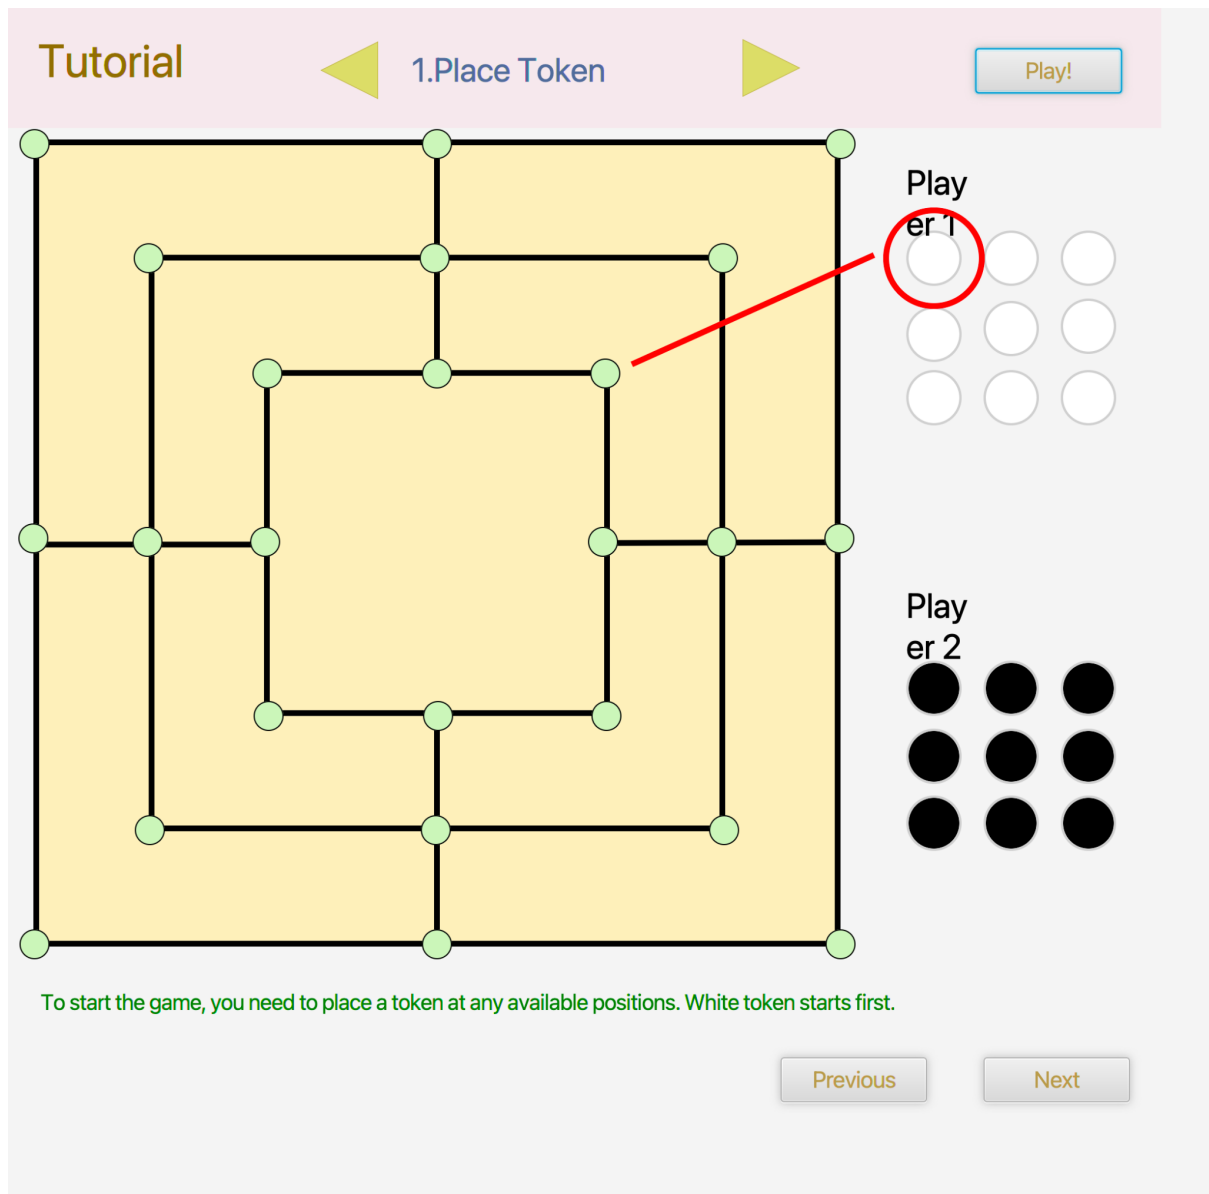 Tutorial
1.Place Token
Play!
Play
er 1
Play
er 2
To start the game, you need to place a token at any available positions. White token starts first.
Previous
Next